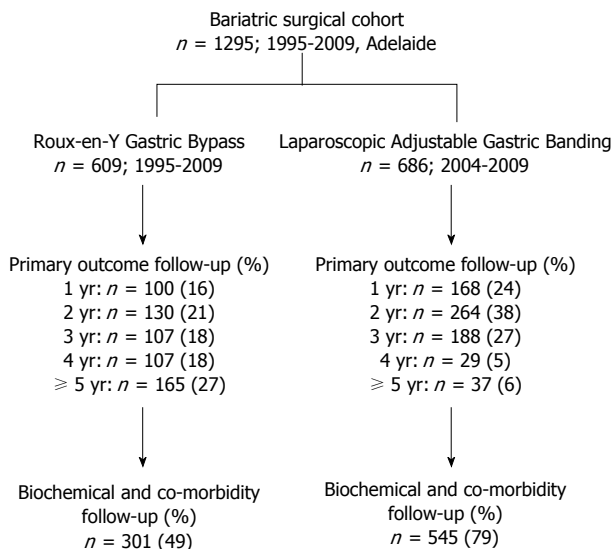 Bariatric surgical cohort
n = 1295; 1995-2009, Adelaide
Roux-en-Y Gastric Bypass
n = 609; 1995-2009
Laparoscopic Adjustable Gastric Banding
n = 686; 2004-2009
Primary outcome follow-up (%)
1 yr: n = 100 (16)
2 yr: n = 130 (21)
3 yr: n = 107 (18)
4 yr: n = 107 (18)
⩾ 5 yr: n = 165 (27)
Primary outcome follow-up (%)
1 yr: n = 168 (24)
2 yr: n = 264 (38)
3 yr: n = 188 (27)
4 yr: n = 29 (5)
⩾ 5 yr: n = 37 (6)
Biochemical and co-morbidity
follow-up (%)
n = 301 (49)
Biochemical and co-morbidity
follow-up (%)
n = 545 (79)